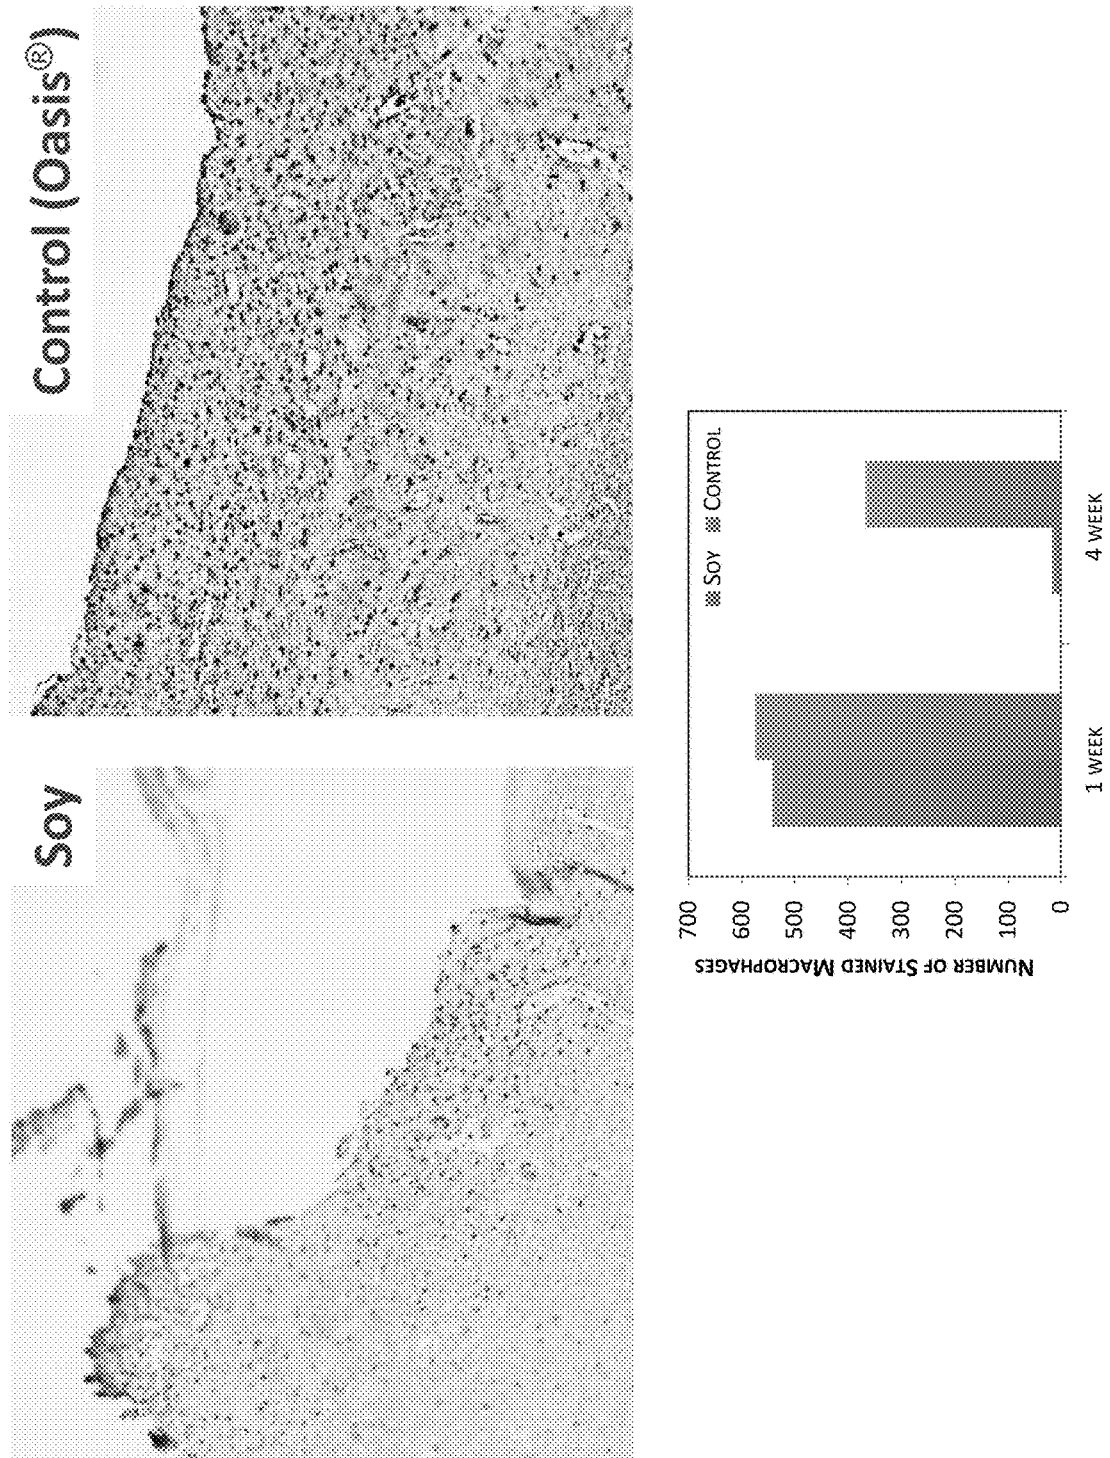 Soy
Control (Oasis®)
NUMBER OF STAINED MACROPHAGES
700
600
500
400
300
200
100
0
SOY
CONTROL
1 WEEK
4 WEEK